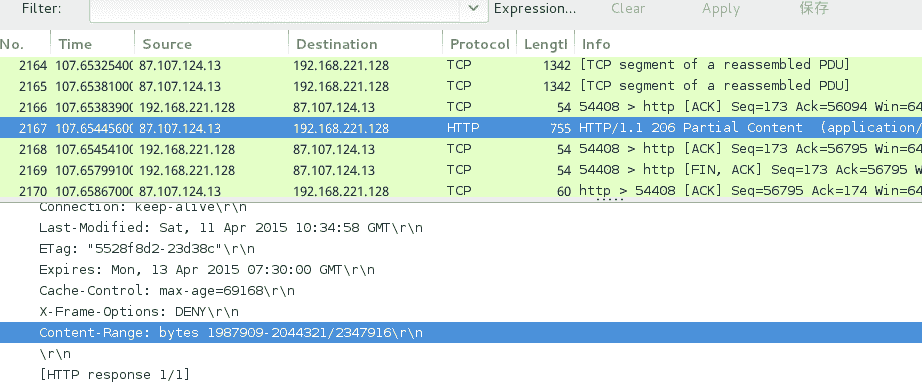 Filter: Expression... Clear Apply 保存
No. Time Source Destination Protocol Lengtl Info
2164 107.65325400 87.107.124.13 192.168.221.128 TCP 1342 [TCP segment of a reassembled PDU]
2165 107.65381000 87.107.124.13 192.168.221.128 TCP 1342 [TCP segment of a reassembled PDU]
2166 107.65383900 192.168.221.128 87.107.124.13 TCP 54 54408 > http [ACK] Seq=173 Ack=56094 Win=64
2167 107.65445600 87.107.124.13 192.168.221.128 HTTP 755 HTTP/1.1 206 Partial Content (application/
2168 107.65454100 192.168.221.128 87.107.124.13 TCP 54 54408 > http [ACK] Seq=173 Ack=56795 Win=64
2169 107.65799100 192.168.221.128 87.107.124.13 TCP 54 54408 > http [FIN, ACK] Seq=173 Ack=56795 W
2170 107.65867000 87.107.124.13 192.168.221.128 TCP 60 http > 54408 [ACK] Seq=56795 Ack=174 Win=64
Connection: keep-alive\r\n
Last-Modified: Sat, 11 Apr 2015 10:34:58 GMT\r\n
ETag: "5528f8d2-23d38c"\r\n
Expires: Mon, 13 Apr 2015 07:30:00 GMT\r\n
Cache-Control: max-age=69168\r\n
X-Frame-Options: DENY\r\n
Content-Range: bytes 1987909-2044321/2347916\r\n
\r\n
[HTTP response 1/1]